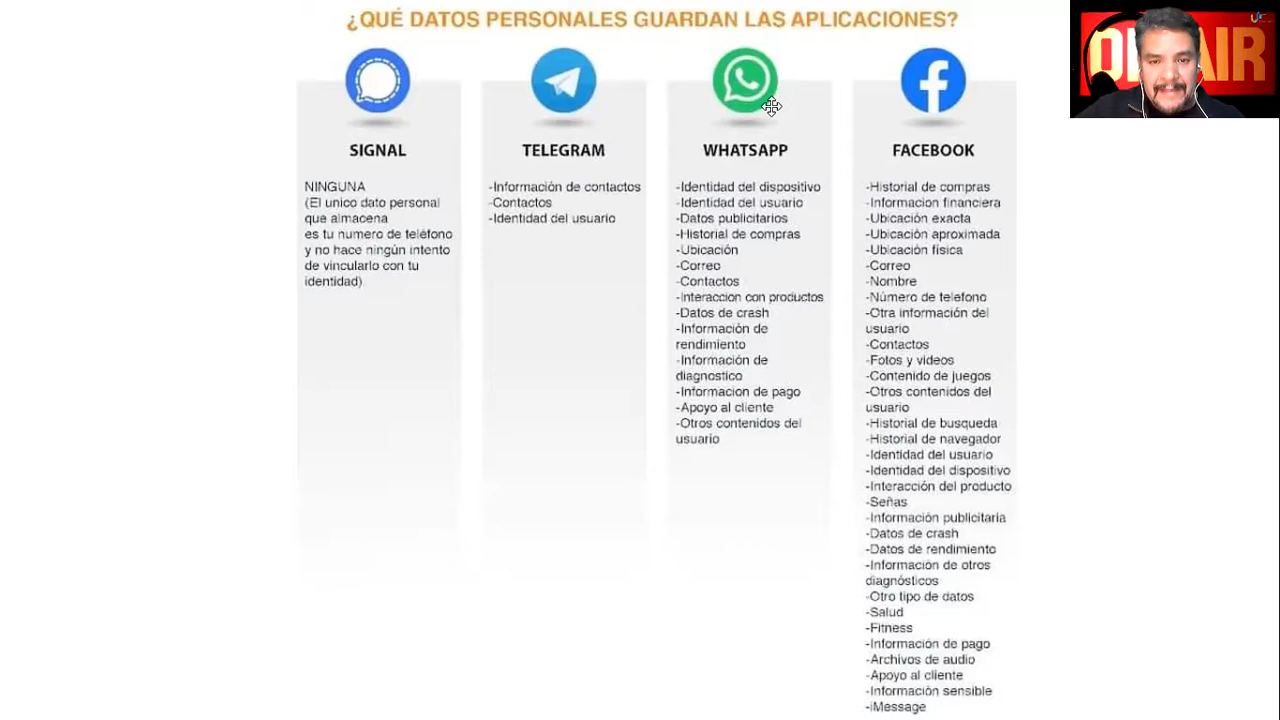 ¿QUÉ DATOS PERSONALES GUARDAN LAS APLICACIONES?
SIGNAL
NINGUNA
(El unico dato personal
que almacena
es tu numero de teléfono
y no hace ningún intento
de vincularlo con tu
identidad)
TELEGRAM
-Información de contactos
-Contactos
-Identidad del usuario
WHATSAPP
-Identidad del dispositivo
-Identidad del usuario
-Datos publicitarios
-Historial de compras
-Ubicación
-Correo
-Contactos
-Interaccion con productos
-Datos de crash
-Información de
rendimiento
-Información de
diagnostico
-Informacion de pago
-Apoyo al cliente
-Otros contenidos del
usuario
FACEBOOK
-Historial de compras
-Informacion financiera
-Ubicación exacta
-Ubicación aproximada
-Ubicación física
-Correo
-Nombre
-Número de telefono
-Otra información del
usuario
-Contactos
-Fotos y videos
-Contenido de juegos
-Otros contenidos del
usuario
-Historial de busqueda
-Historial de navegador
-Identidad del usuario
-Identidad del dispositivo
-Interacción del producto
-Señas
-Información publicitaria
-Datos de crash
-Datos de rendimiento
-Información de otros
diagnósticos
-Otro tipo de datos
-Salud
-Fitness
-Información de pago
-Archivos de audio
-Apoyo al cliente
-Información sensible
-iMessage